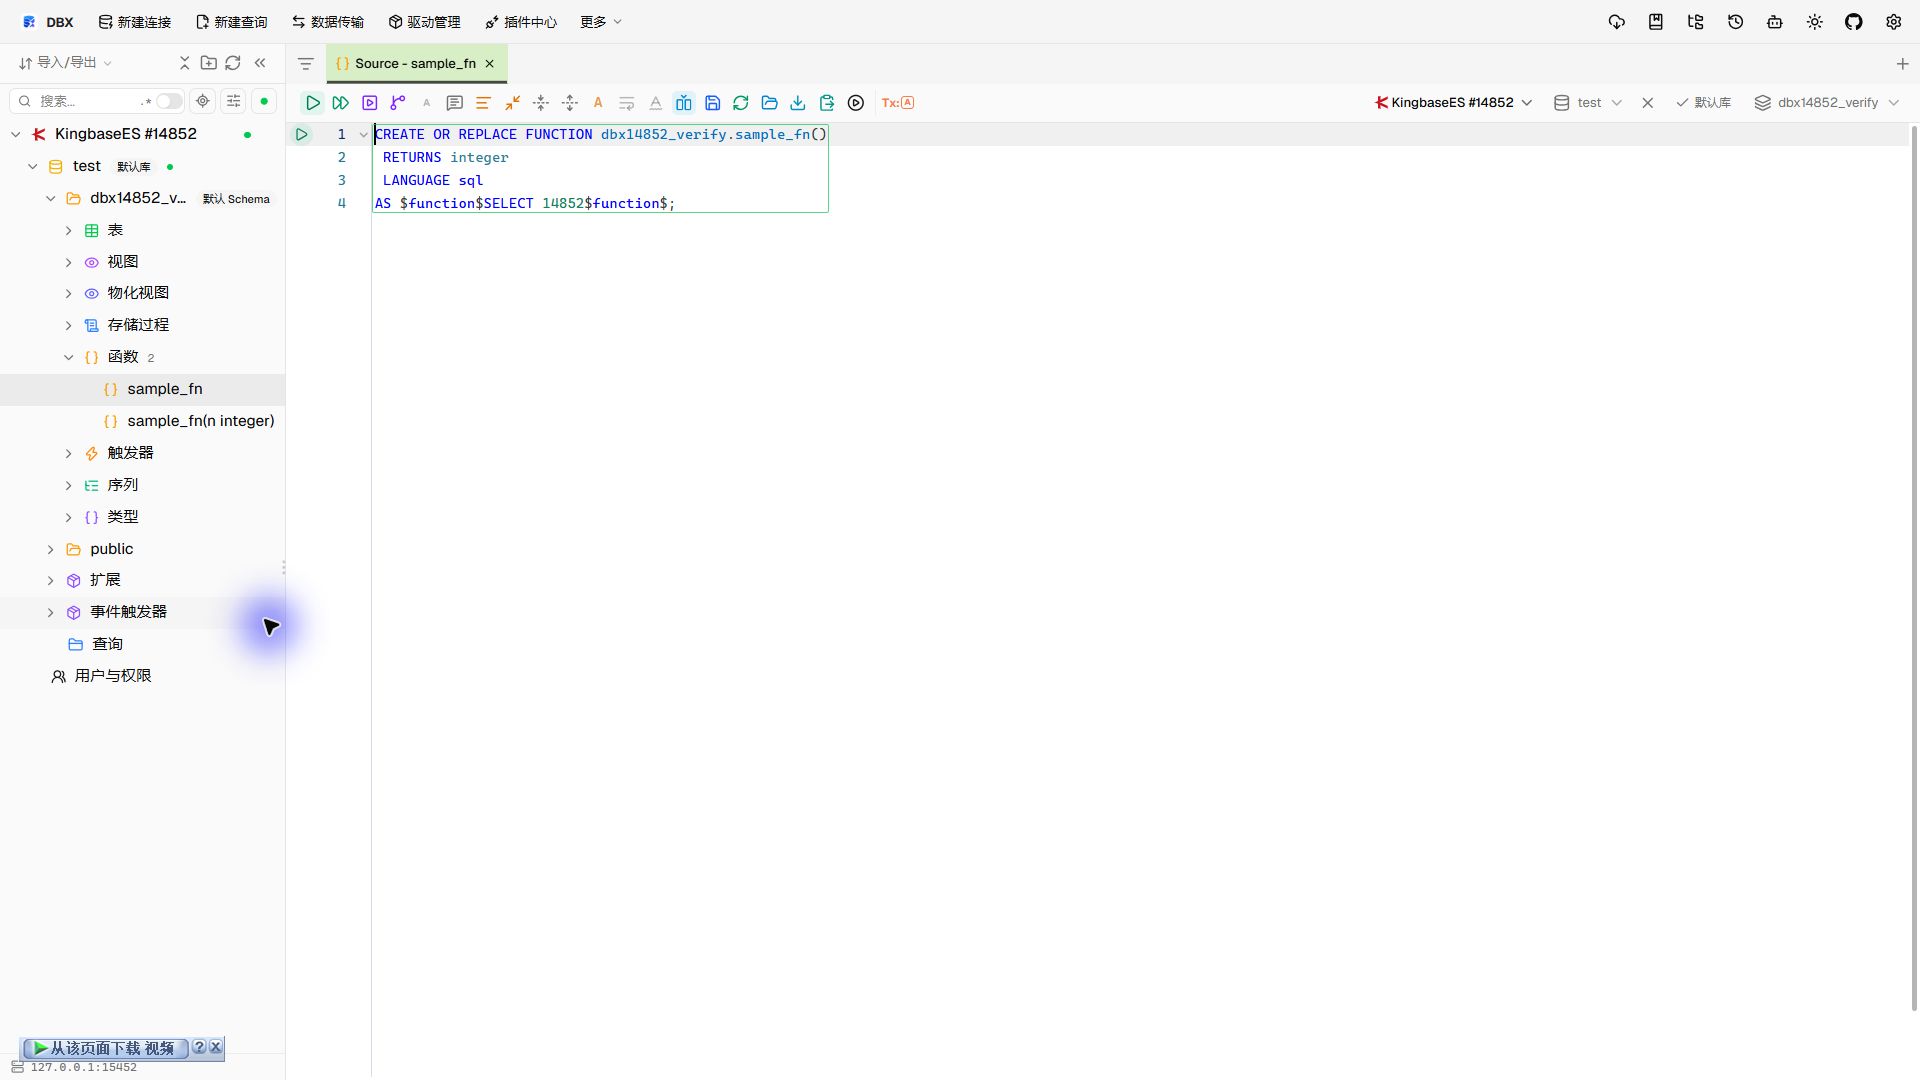 DBX 新建连接 新建查询 数据传输 驱动管理 插件中心 更多
导入/导出
Source - sample_fn
搜索... .*
Tx: A
KingbaseES #14852 test 默认库 dbx14852_verify
KingbaseES #14852
test 默认库
dbx14852_v... 默认 Schema
表
视图
物化视图
存储过程
函数 2
sample_fn
sample_fn(n integer)
触发器
序列
类型
public
扩展
事件触发器
查询
用户与权限
1 CREATE OR REPLACE FUNCTION dbx14852_verify.sample_fn()
2 RETURNS integer
3 LANGUAGE sql
4 AS $function$SELECT 14852$function$;
从该页面下载 视频 ? X
127.0.0.1:15452